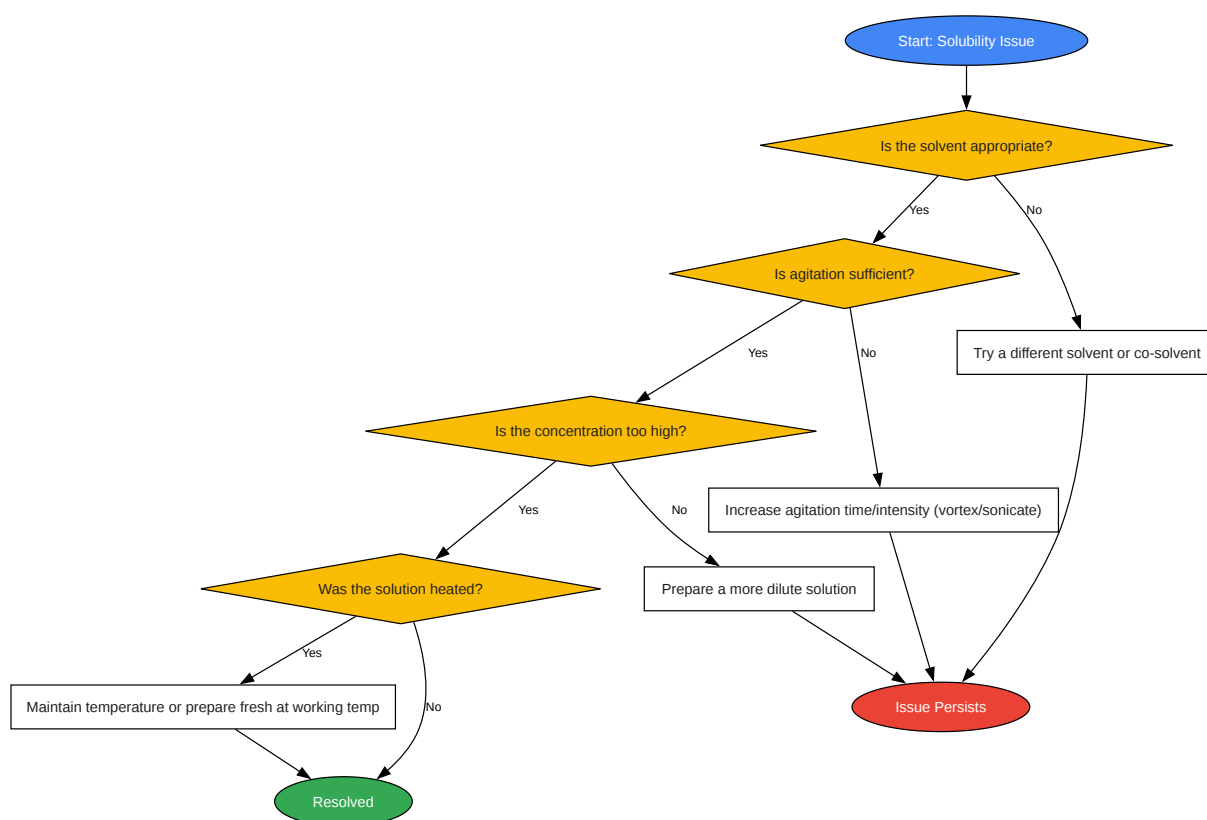 Start: Solubility Issue
Is the solvent appropriate?
Yes
No
Is agitation sufficient?
Yes
No
Try a different solvent or co-solvent
Is the concentration too high?
Yes
No
Increase agitation time/intensity (vortex/sonicate)
Was the solution heated?
Prepare a more dilute solution
Yes
No
Maintain temperature or prepare fresh at working temp
Issue Persists
Resolved